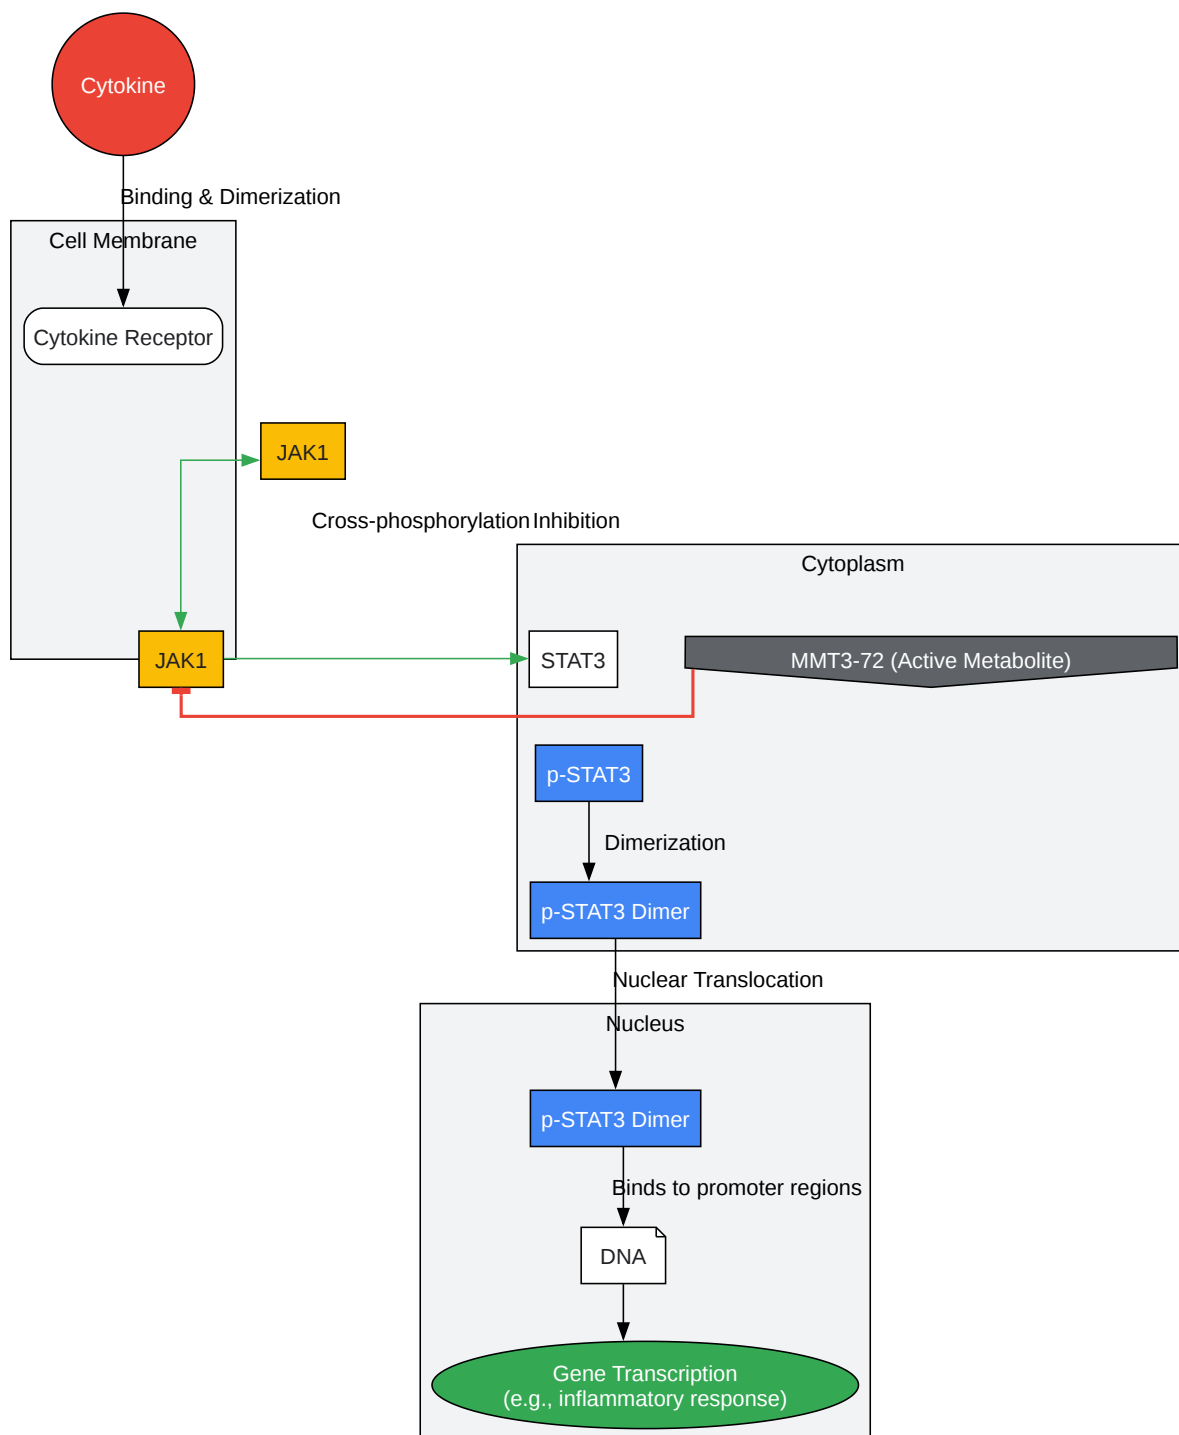 Cytokine
Binding & Dimerization
Cell Membrane
Cytokine Receptor
JAK1
Cross-phosphorylation
Inhibition
Cytoplasm
JAK1
STAT3
MMT3-72 (Active Metabolite)
p-STAT3
Dimerization
p-STAT3 Dimer
Nuclear Translocation
Nucleus
p-STAT3 Dimer
Binds to promoter regions
DNA
Gene Transcription
(e.g., inflammatory response)